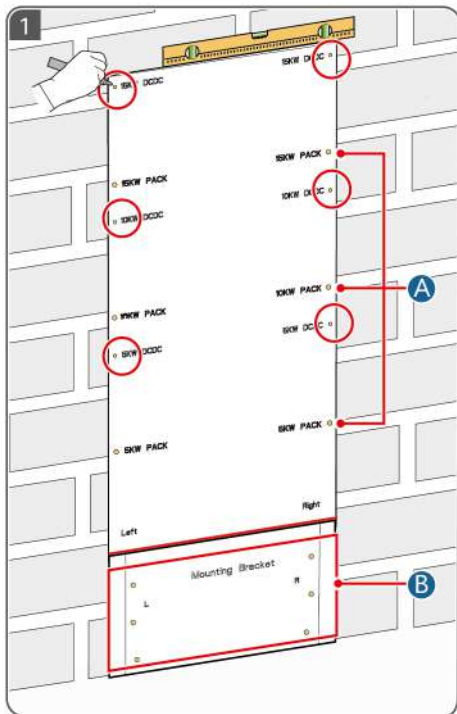 1
15KW DCDC
15KW DCDC
15KW PACK
15KW PACK
10KW DCDC
10KW DCDC
10KW PACK
A
10KW PACK
5KW DCDC
5KW DCDC
5KW PACK
5KW PACK
Right
Left
Mounting Bracket
B
L
R